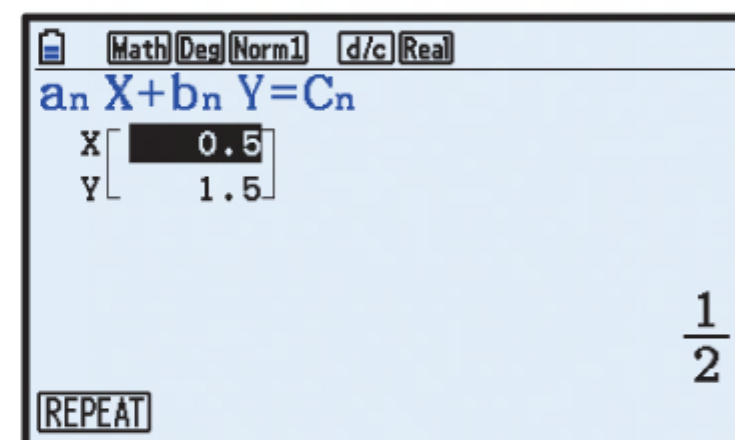 Math Deg Norm1 d/c Real
an X+bn Y=Cn
X 0.5
Y 1.5
1/2
REPEAT